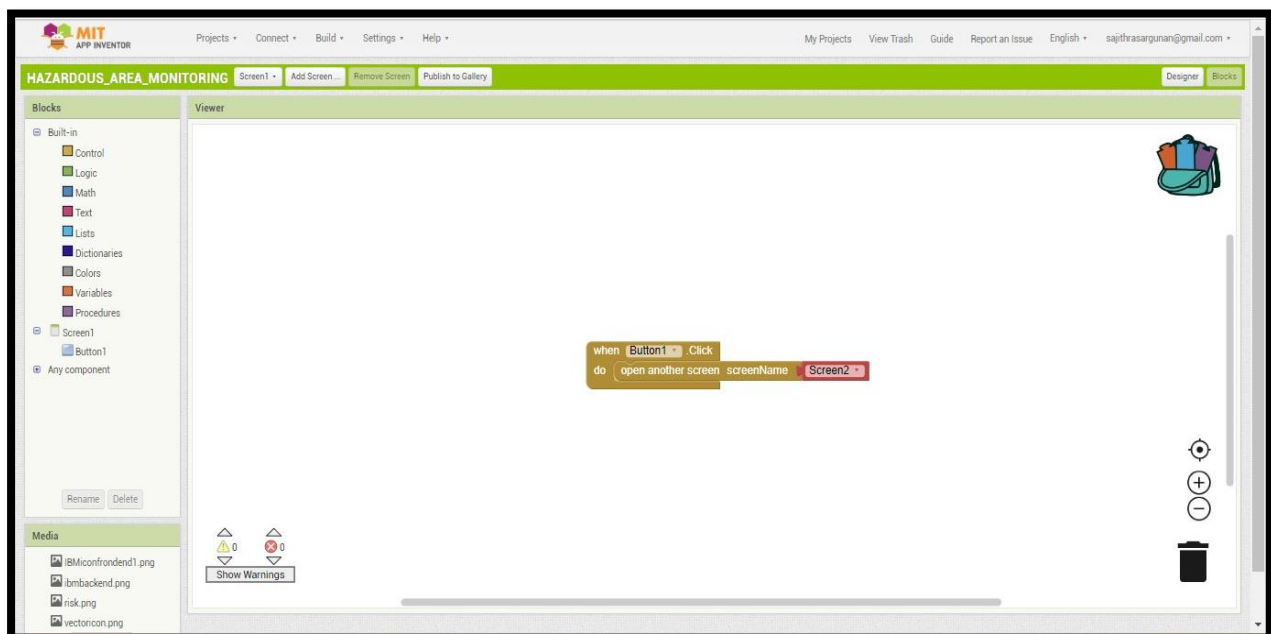 MIT
APP INVENTOR
Projects Connect Build Settings Help My Projects View Trash Guide Report an Issue English sajithrasargunan@gmail.com
HAZARDOUS_AREA_MONITORING Screen1 Add Screen ... Remove Screen Publish to Gallery Designer Blocks
Blocks
Viewer
Built-in
Control
Logic
Math
Text
Lists
Dictionaries
Colors
Variables
Procedures
Screen1
Button1
Any component
Rename Delete
when Button1 .Click
do open another screen screenName Screen2
0 0
Show Warnings
Media
IBMiconfrondend1.png
ibmbackend.png
risk.png
vectoricon.png